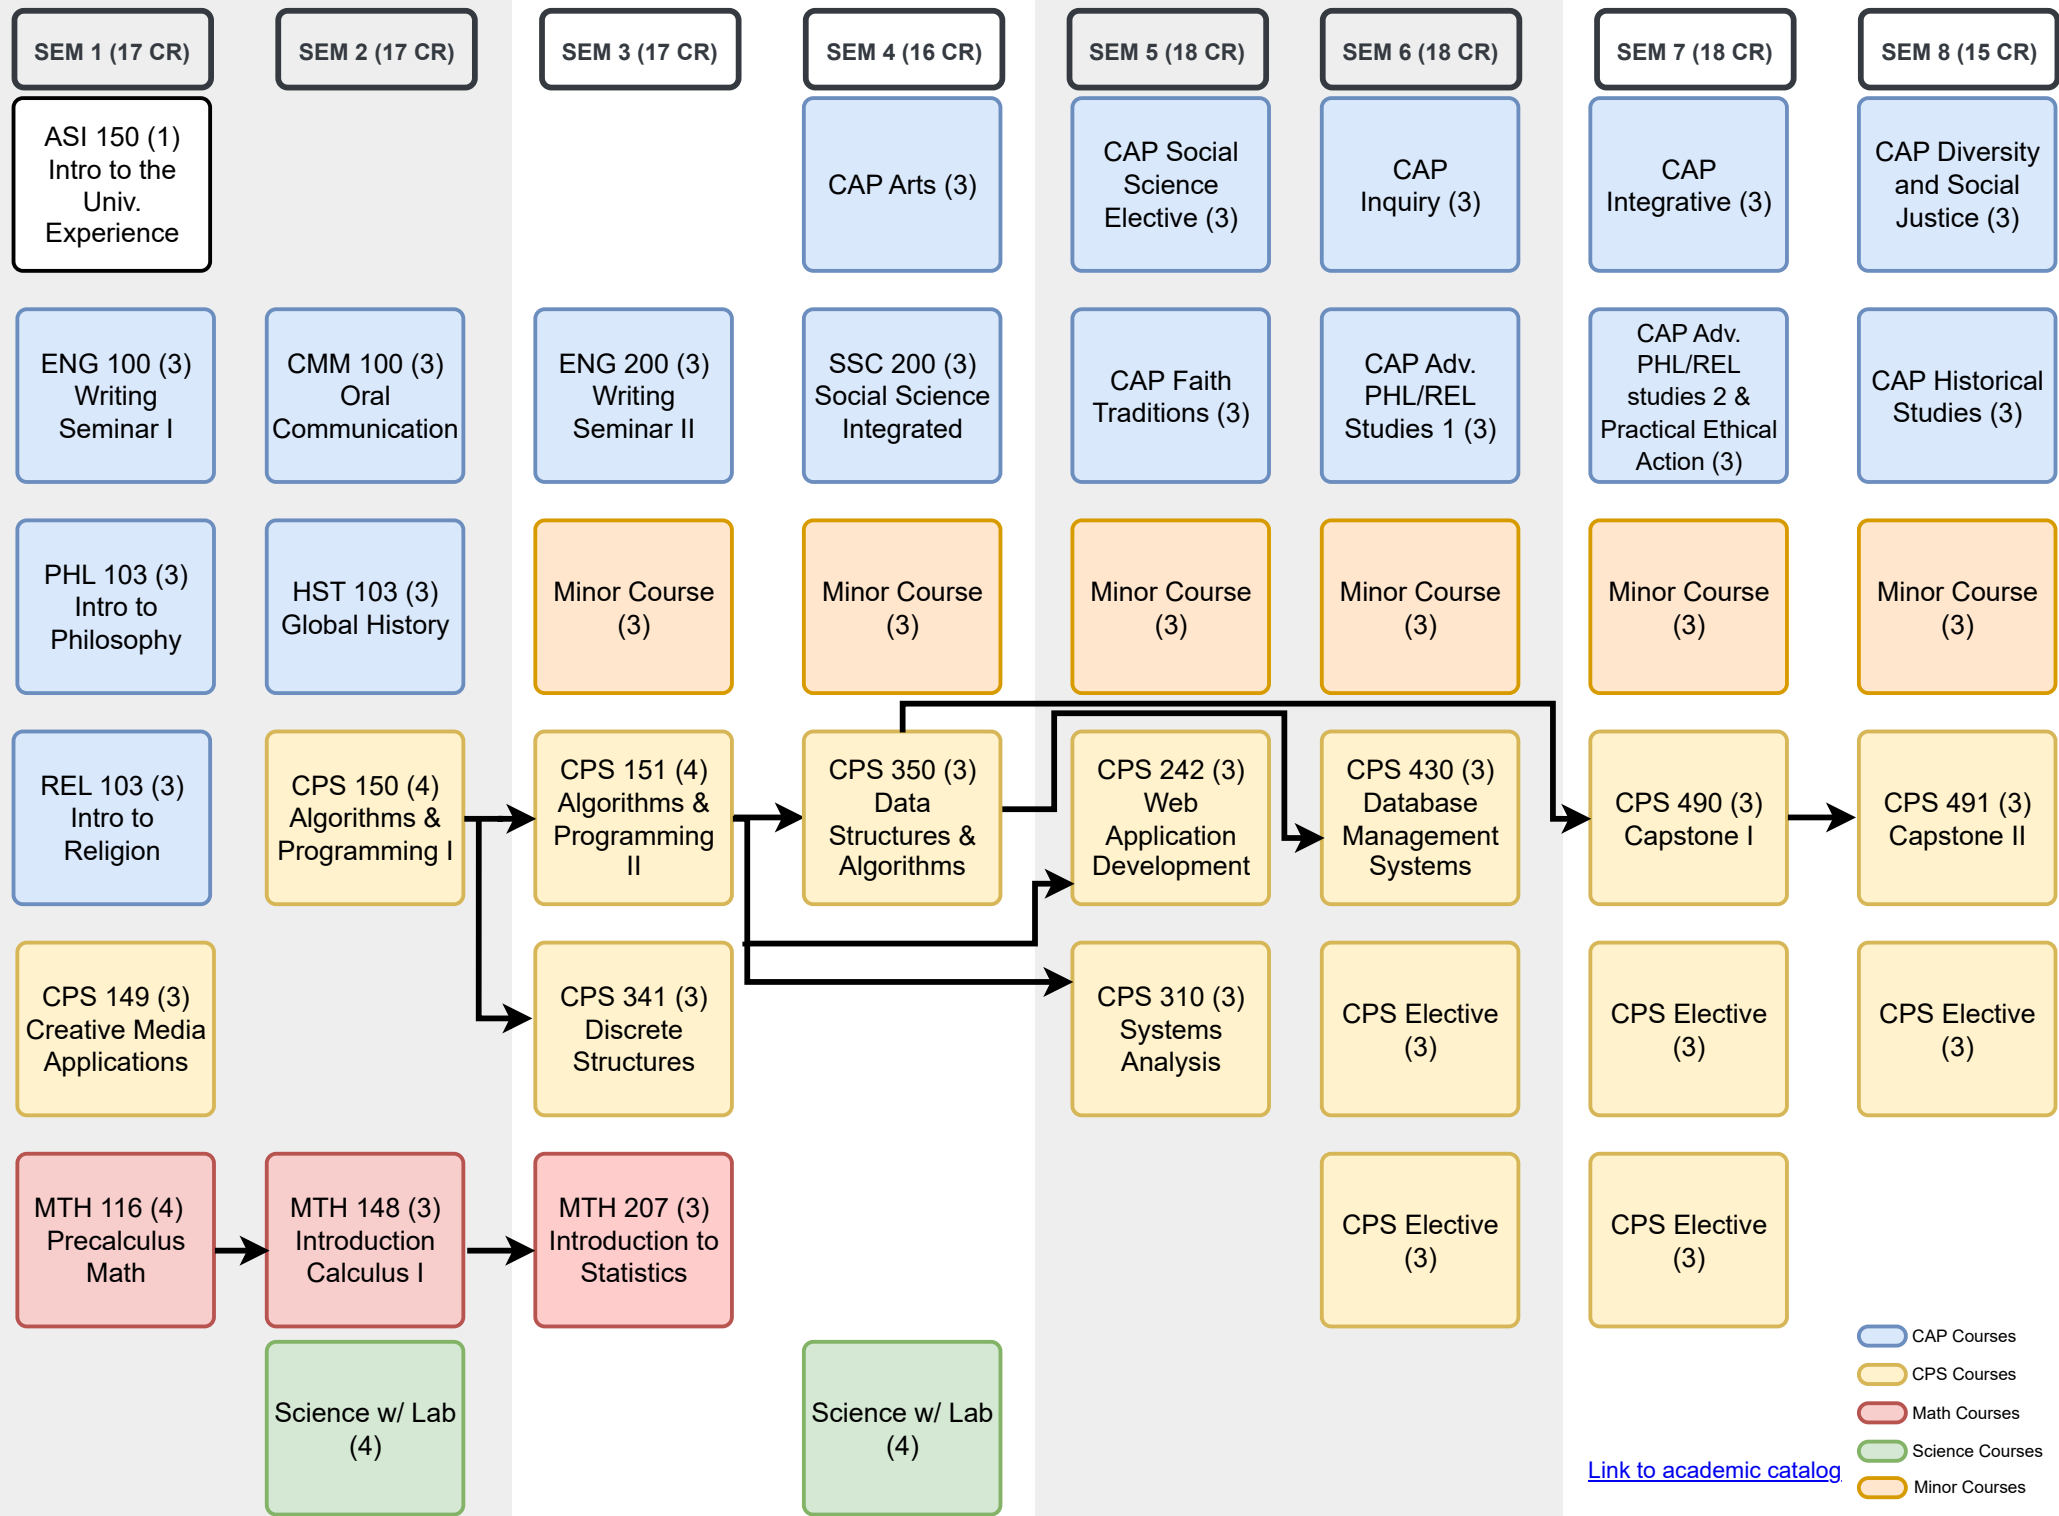 SEM 1 (17 CR)
SEM 2 (17 CR)
SEM 3 (17 CR)
SEM 4 (16 CR)
SEM 5 (18 CR)
SEM 6 (18 CR)
SEM 7 (18 CR)
SEM 8 (15 CR)
ASI 150 (1)
Intro to the
Univ.
Experience
CAP Arts (3)
CAP Social
Science
Elective (3)
CAP
Inquiry (3)
CAP
Integrative (3)
CAP Diversity
and Social
Justice (3)
ENG 100 (3)
Writing
Seminar I
CMM 100 (3)
Oral
Communication
ENG 200 (3)
Writing
Seminar II
SSC 200 (3)
Social Science
Integrated
CAP Faith
Traditions (3)
CAP Adv.
PHL/REL
Studies 1 (3)
CAP Adv.
PHL/REL
studies 2 &
Practical Ethical
Action (3)
CAP Historical
Studies (3)
PHL 103 (3)
Intro to
Philosophy
HST 103 (3)
Global History
Minor Course
(3)
Minor Course
(3)
Minor Course
(3)
Minor Course
(3)
Minor Course
(3)
Minor Course
(3)
REL 103 (3)
Intro to
Religion
CPS 150 (4)
Algorithms &
Programming I
CPS 151 (4)
Algorithms &
Programming
II
CPS 350 (3)
Data
Structures &
Algorithms
CPS 242 (3)
Web
Application
Development
CPS 430 (3)
Database
Management
Systems
CPS 490 (3)
Capstone I
CPS 491 (3)
Capstone II
CPS 149 (3)
Creative Media
Applications
CPS 341 (3)
Discrete
Structures
CPS 310 (3)
Systems
Analysis
CPS Elective
(3)
CPS Elective
(3)
CPS Elective
(3)
MTH 116 (4)
Precalculus
Math
MTH 148 (3)
Introduction
Calculus I
MTH 207 (3)
Introduction to
Statistics
CPS Elective
(3)
CPS Elective
(3)
Science w/ Lab
(4)
Science w/ Lab
(4)
CAP Courses
CPS Courses
Math Courses
Science Courses
Minor Courses
Link to academic catalog